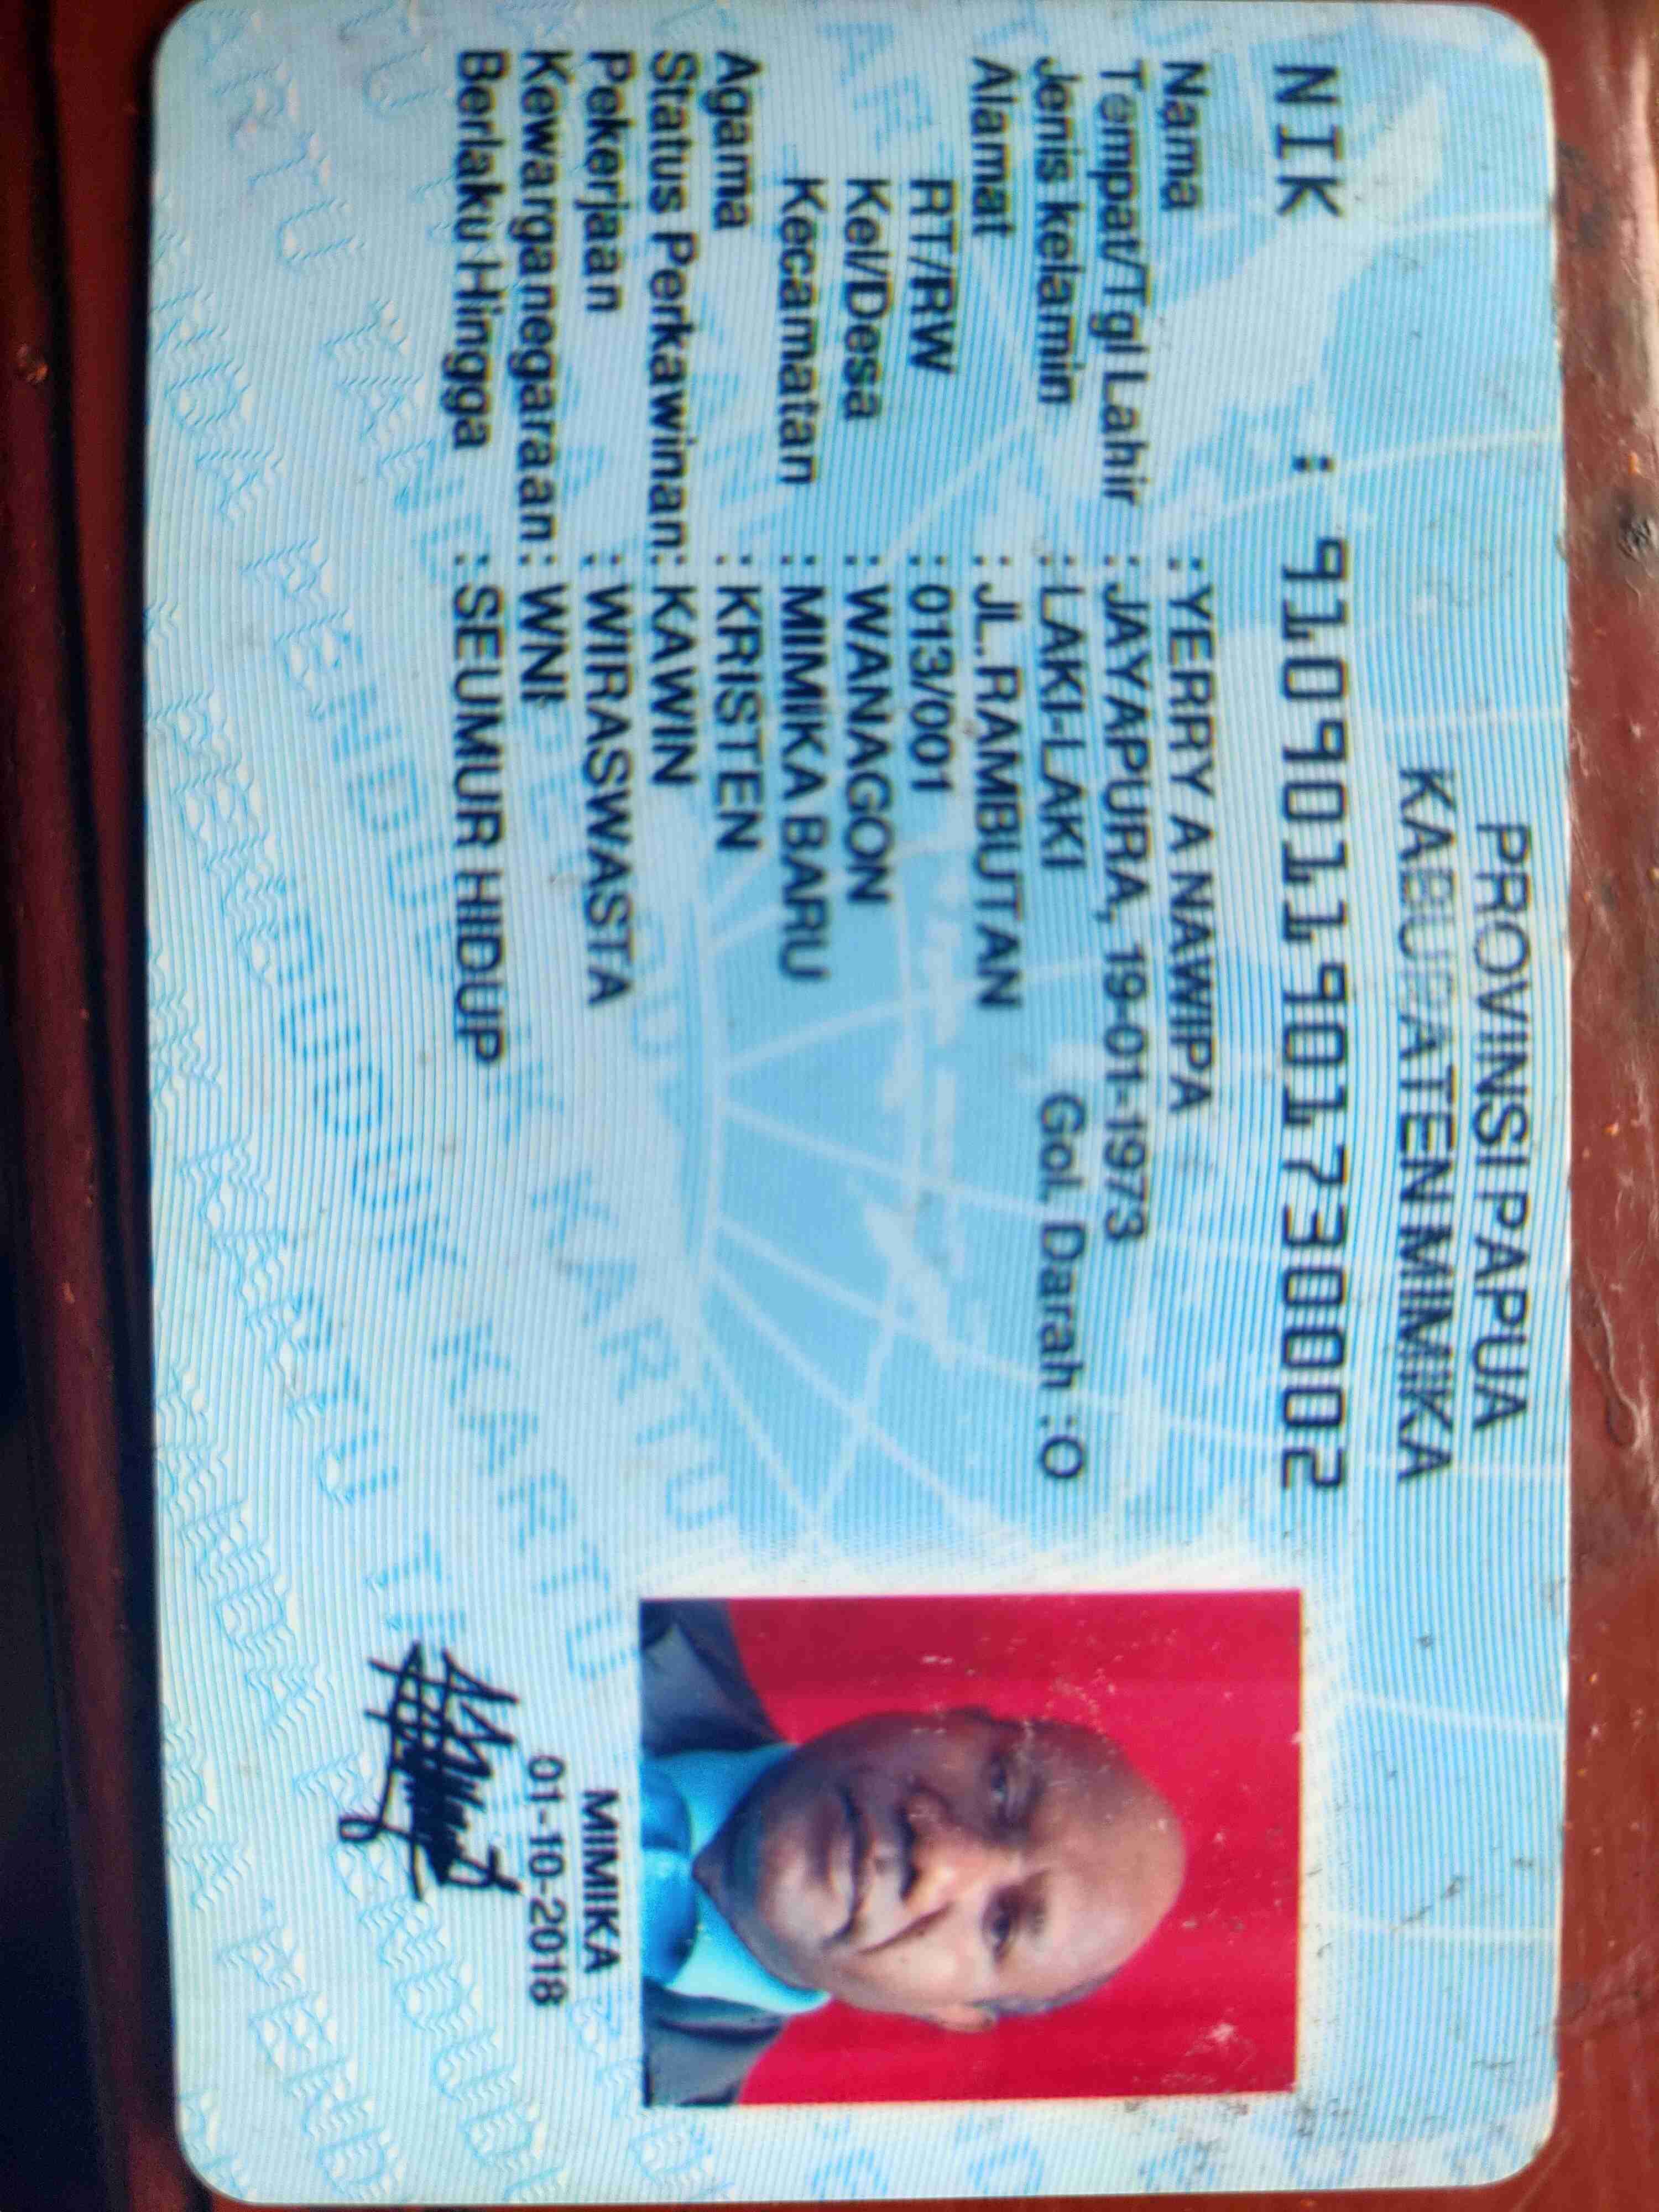 PROVINSI PAPUA
KABUPATEN MIMIKA
NIK : 9109011901730002
Nama : YERRY A NAWIPA
Tempat/Tgl Lahir : JAYAPURA, 19-01-1973
Jenis kelamin : LAKI-LAKI Gol. Darah : O
Alamat : JL. RAMBUTAN
RT/RW : 013/001
Kel/Desa : WANAGON
Kecamatan : MIMIKA BARU
Agama : KRISTEN
Status Perkawinan: KAWIN
Pekerjaan : WIRASWASTA
Kewarganegaraan: WNI
Berlaku Hingga : SEUMUR HIDUP
MIMIKA
01-10-2018